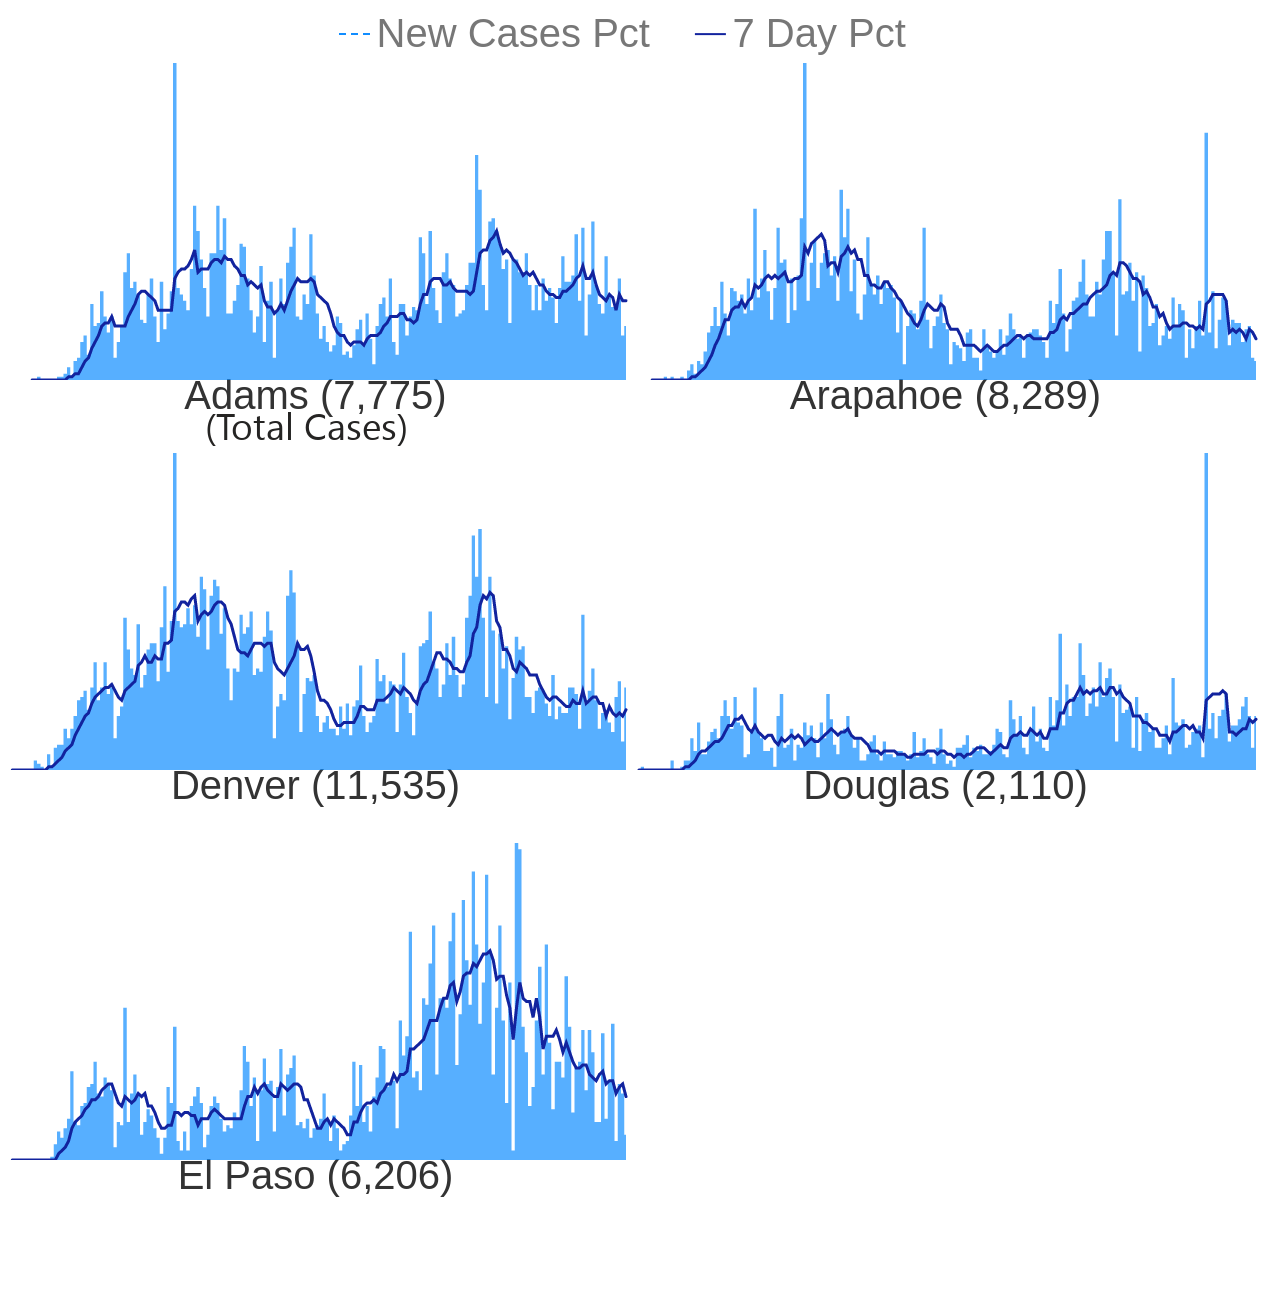 New Cases Pct 7 Day Pct
Adams (7,775) Arapahoe (8,289)
(Total Cases)
Denver (11,535) Douglas (2,110)
El Paso (6,206)